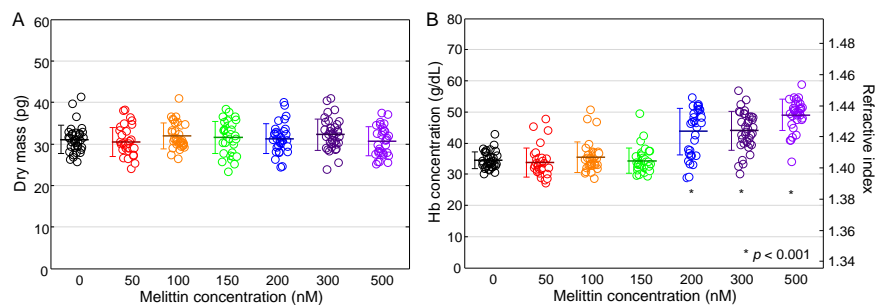 A
Dry mass (pg)
60
50
40
30
20
10
0
0 50 100 150 200 300 500
Melittin concentration (nM)
B
Hb concentration (g/dL)
80
70
60
50
40
30
20
10
0
* * *
* p < 0.001
0 50 100 150 200 300 500
Melittin concentration (nM)
1.48
1.46
1.44
1.42
1.40
1.38
1.36
1.34
Refractive index